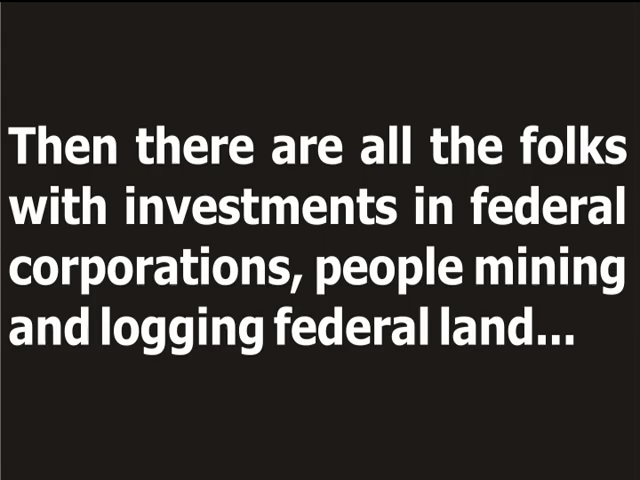 Then there are all the folks
with investments in federal
corporations, people mining
and logging federal land...